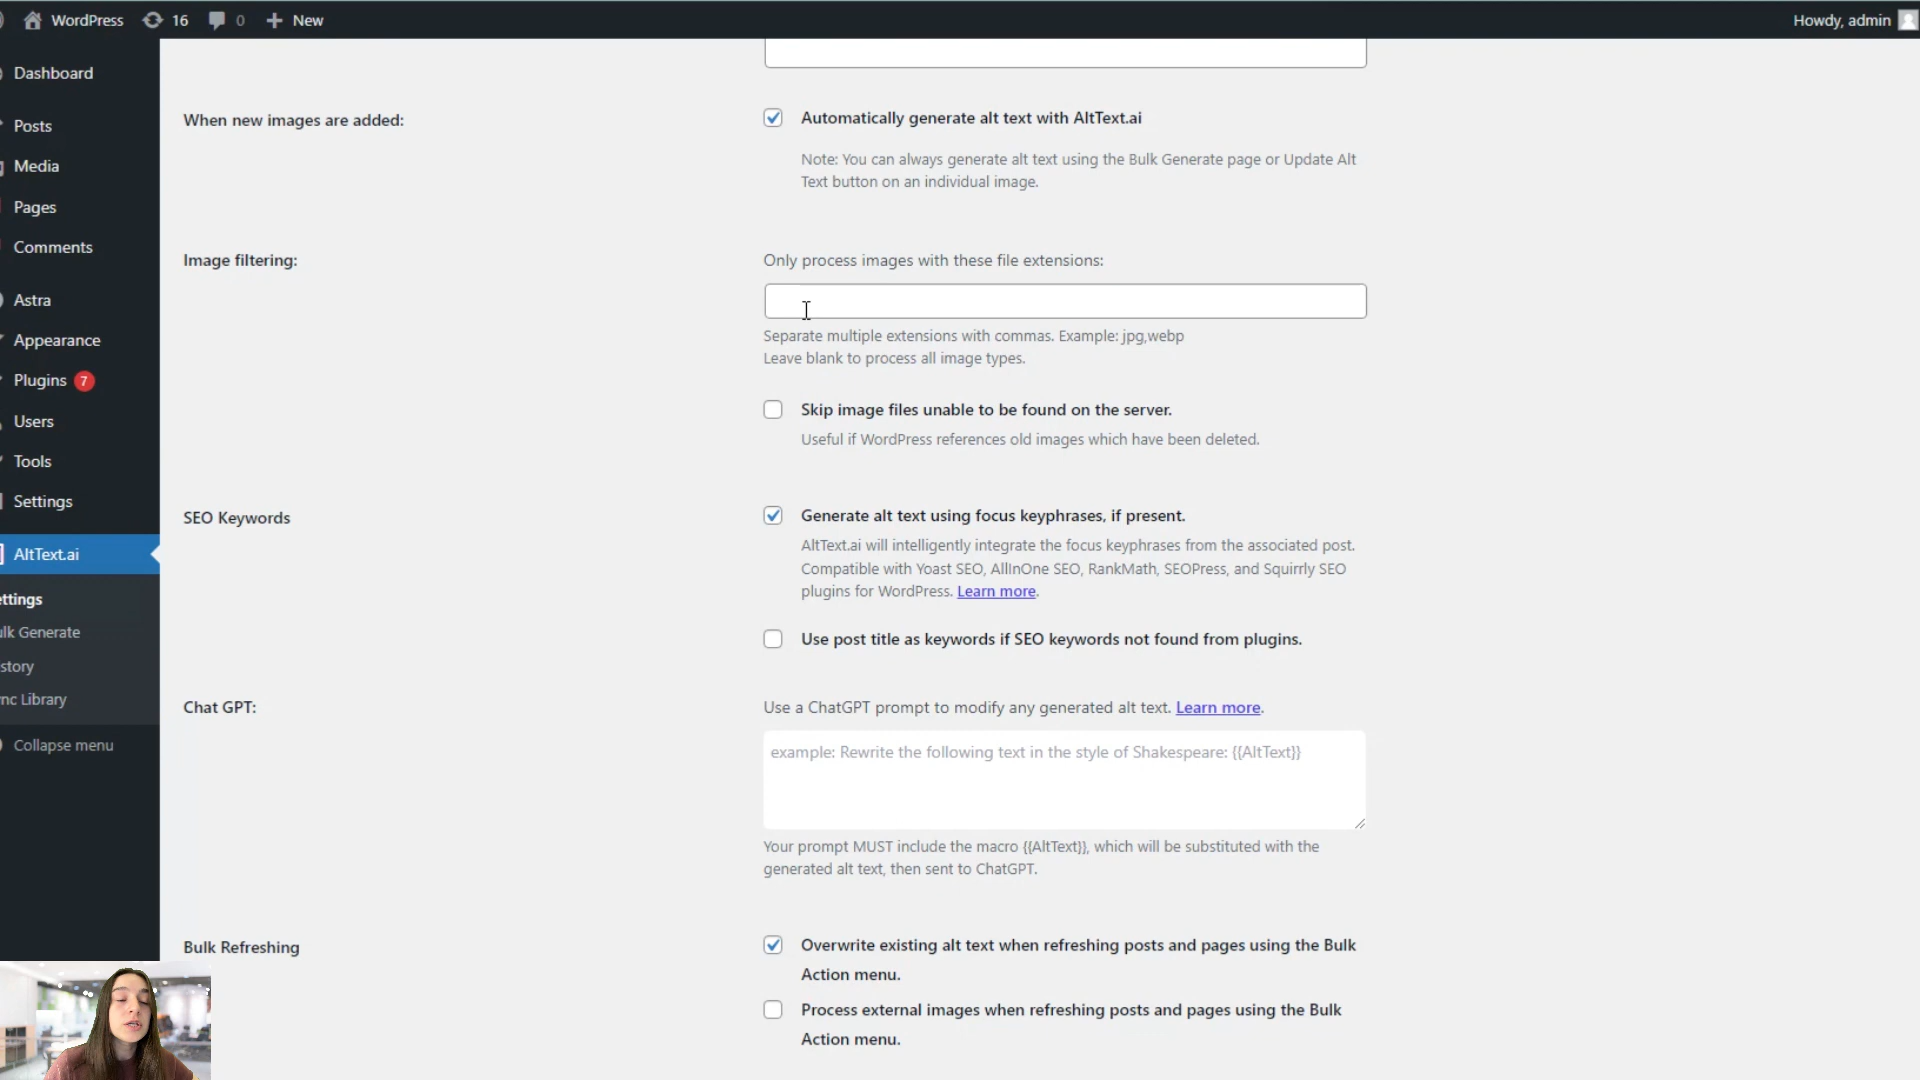 WordPress 16 0 New Howdy, admin
Dashboard
Posts
Media
Pages
Comments
Astra
Appearance
Plugins 7
Users
Tools
Settings
AltText.ai
ettings
ulk Generate
story
nc Library
Collapse menu
When new images are added:
Automatically generate alt text with AltText.ai
Note: You can always generate alt text using the Bulk Generate page or Update Alt
Text button on an individual image.
Image filtering:
Only process images with these file extensions:
Separate multiple extensions with commas. Example: jpg,webp
Leave blank to process all image types.
Skip image files unable to be found on the server.
Useful if WordPress references old images which have been deleted.
SEO Keywords
Generate alt text using focus keyphrases, if present.
AltText.ai will intelligently integrate the focus keyphrases from the associated post.
Compatible with Yoast SEO, AllInOne SEO, RankMath, SEOPress, and Squirrly SEO
plugins for WordPress. Learn more.
Use post title as keywords if SEO keywords not found from plugins.
Chat GPT:
Use a ChatGPT prompt to modify any generated alt text. Learn more.
example: Rewrite the following text in the style of Shakespeare: {{AltText}}
Your prompt MUST include the macro {{AltText}}, which will be substituted with the
generated alt text, then sent to ChatGPT.
Bulk Refreshing
Overwrite existing alt text when refreshing posts and pages using the Bulk
Action menu.
Process external images when refreshing posts and pages using the Bulk
Action menu.